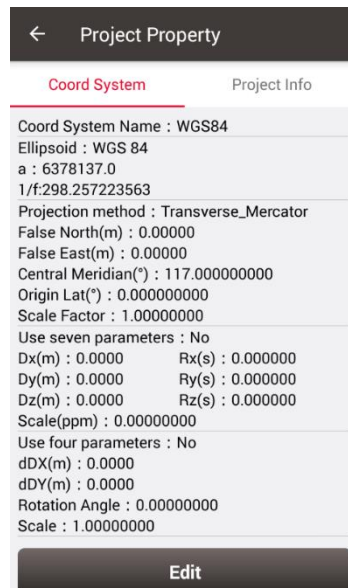 Project Property
Coord System Project Info
Coord System Name : WGS84
Ellipsoid : WGS 84
a : 6378137.0
1/f:298.257223563
Projection method : Transverse_Mercator
False North(m) : 0.00000
False East(m) : 0.00000
Central Meridian(°) : 117.000000000
Origin Lat(°) : 0.000000000
Scale Factor : 1.00000000
Use seven parameters : No
Dx(m) : 0.0000 Rx(s) : 0.000000
Dy(m) : 0.0000 Ry(s) : 0.000000
Dz(m) : 0.0000 Rz(s) : 0.000000
Scale(ppm) : 0.00000000
Use four parameters : No
dDX(m) : 0.0000
dDY(m) : 0.0000
Rotation Angle : 0.00000000
Scale : 1.00000000
Edit